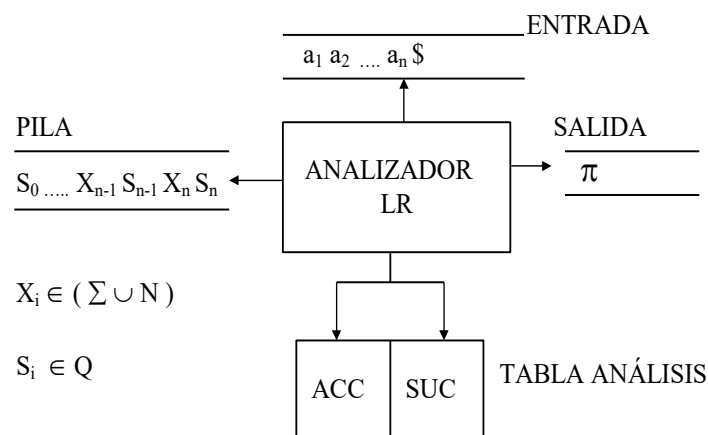 ENTRADA
a₁ a₂ .... aₙ $
PILA
SALIDA
S₀ ..... Xₙ₋₁ Sₙ₋₁ Xₙ Sₙ
ANALIZADOR
LR
π
Xᵢ ∈ ( ∑ ∪ N )
Sᵢ ∈ Q
ACC
SUC
TABLA ANÁLISIS